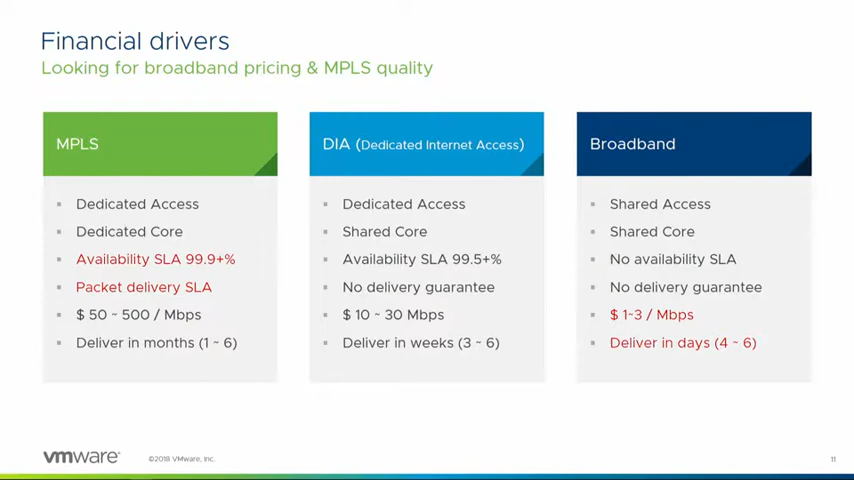 Financial drivers
Looking for broadband pricing & MPLS quality
MPLS
Dedicated Access
Dedicated Core
Availability SLA 99.9+%
Packet delivery SLA
$ 50 ~ 500 / Mbps
Deliver in months (1 ~ 6)
DIA (Dedicated Internet Access)
Dedicated Access
Shared Core
Availability SLA 99.5+%
No delivery guarantee
$ 10 ~ 30 Mbps
Deliver in weeks (3 ~ 6)
Broadband
Shared Access
Shared Core
No availability SLA
No delivery guarantee
$ 1~3 / Mbps
Deliver in days (4 ~ 6)
vmware
©2018 VMware, Inc.
11